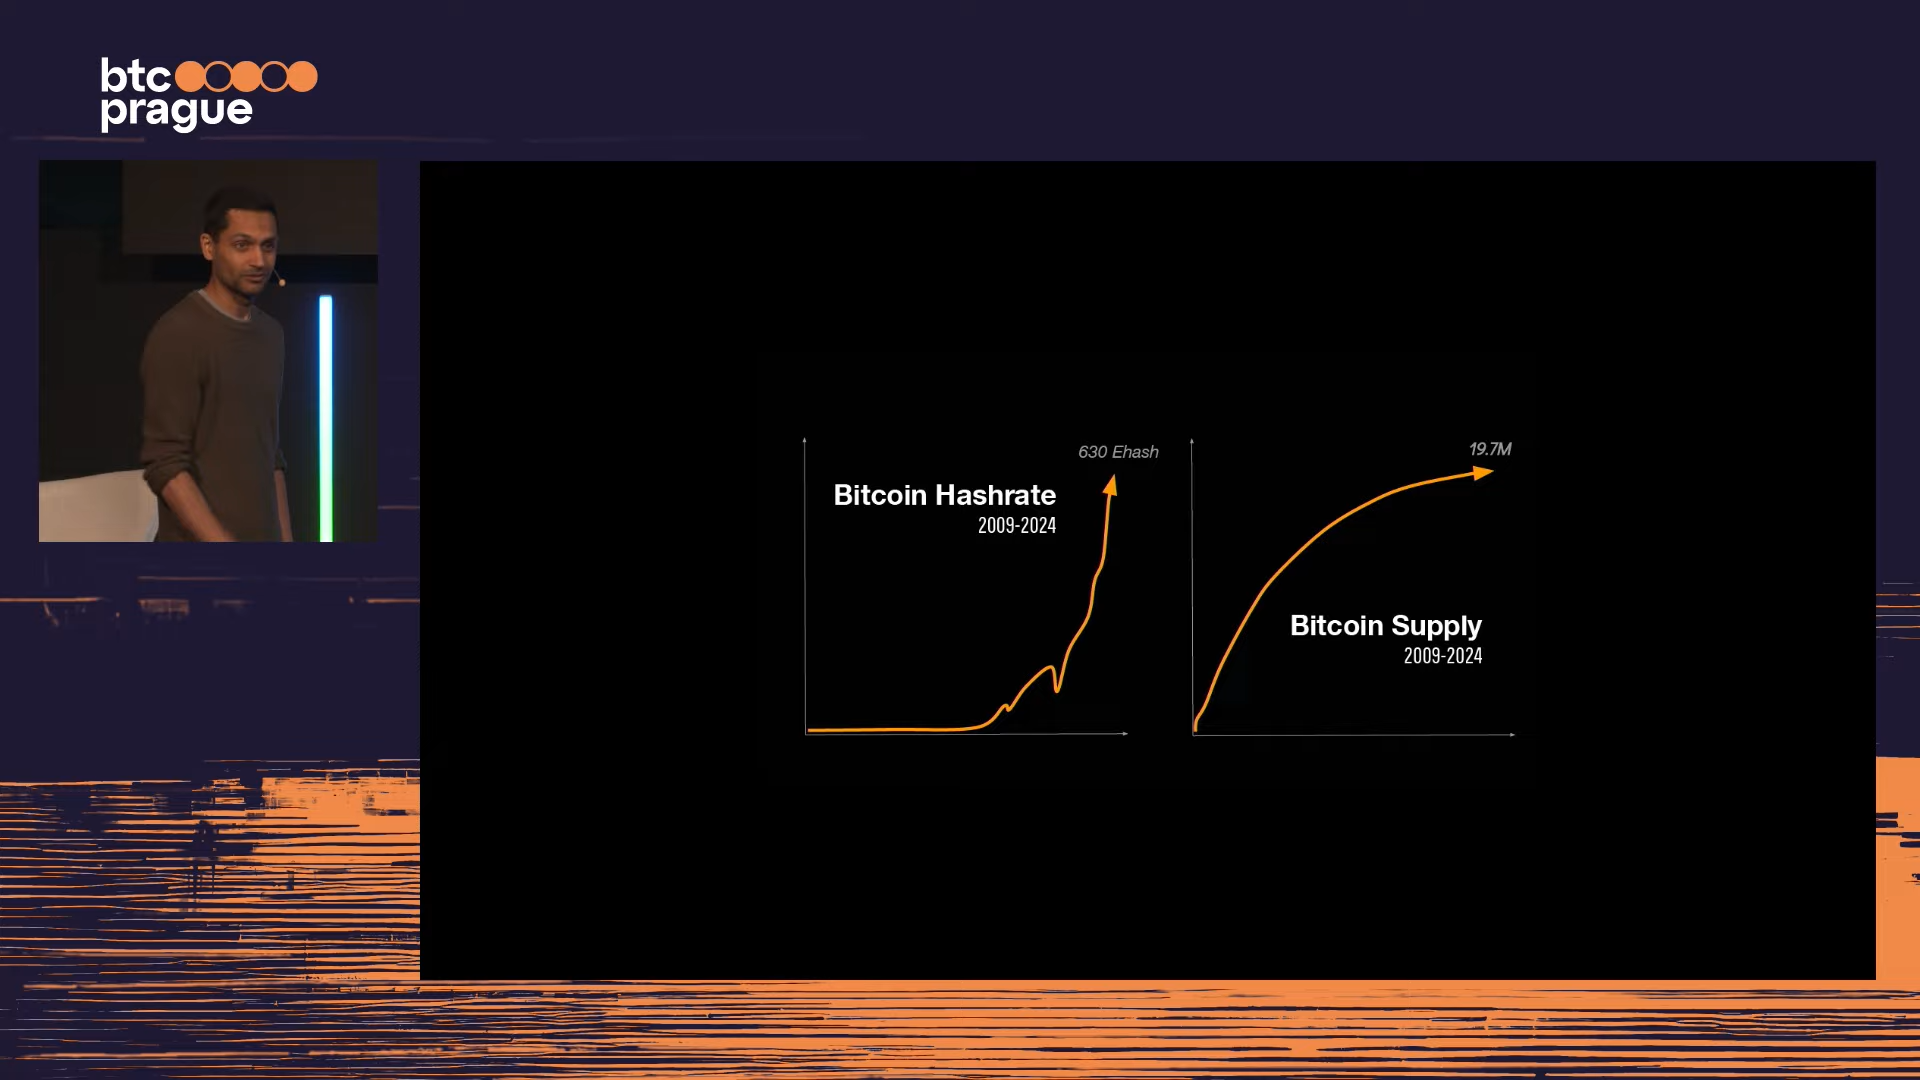 btc
prague
630 Ehash
Bitcoin Hashrate
2009-2024
19.7M
Bitcoin Supply
2009-2024